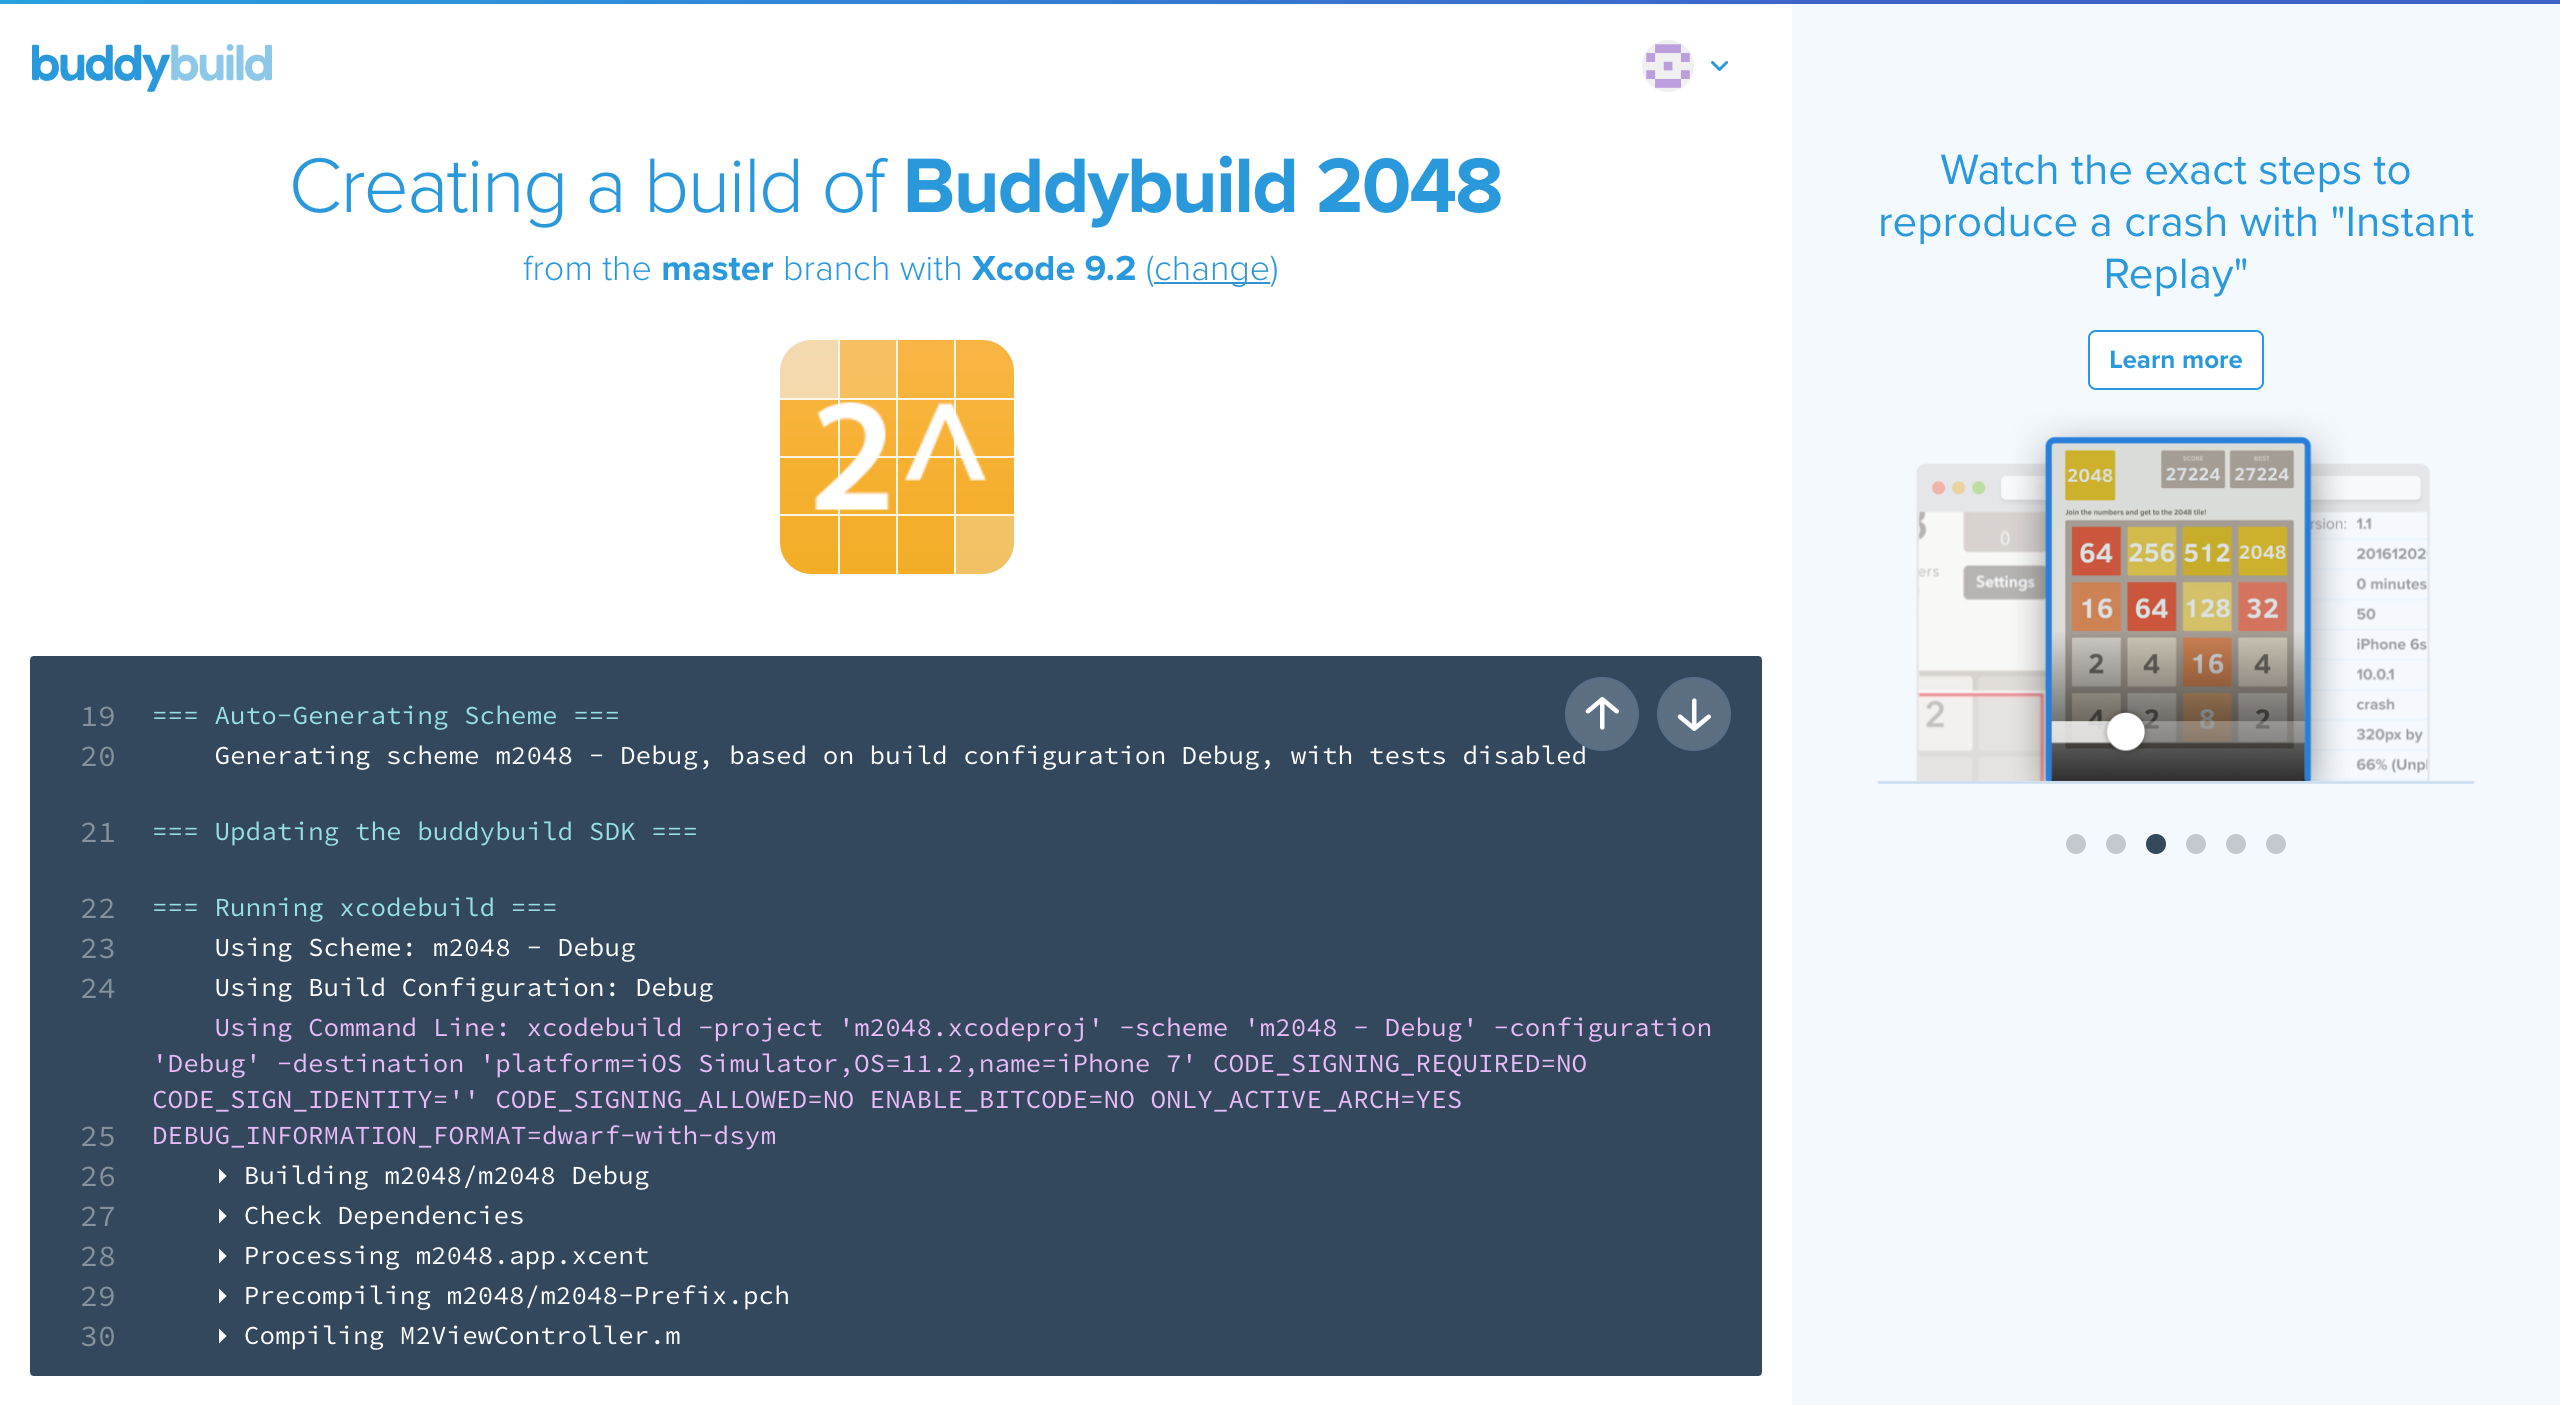 buddybuild
Creating a build of Buddybuild 2048
from the master branch with Xcode 9.2 (change)
2^
19 === Auto-Generating Scheme ===
20 Generating scheme m2048 - Debug, based on build configuration Debug, with tests disabled
21 === Updating the buddybuild SDK ===
22 === Running xcodebuild ===
23 Using Scheme: m2048 - Debug
24 Using Build Configuration: Debug
Using Command Line: xcodebuild -project 'm2048.xcodeproj' -scheme 'm2048 - Debug' -configuration
'Debug' -destination 'platform=iOS Simulator,OS=11.2,name=iPhone 7' CODE_SIGNING_REQUIRED=NO
CODE_SIGN_IDENTITY='' CODE_SIGNING_ALLOWED=NO ENABLE_BITCODE=NO ONLY_ACTIVE_ARCH=YES
25 DEBUG_INFORMATION_FORMAT=dwarf-with-dsym
26 Building m2048/m2048 Debug
27 Check Dependencies
28 Processing m2048.app.xcent
29 Precompiling m2048/m2048-Prefix.pch
30 Compiling M2ViewController.m
Watch the exact steps to
reproduce a crash with "Instant
Replay"
Learn more
2048
SCORE BEST
27224 27224
Join the numbers and get to the 2048 tile!
64 256 512 2048
16 64 128 32
2 4 16 4
4 2 8 2
0
ers
Settings
2
rsion: 1.1
20161202
0 minutes
50
iPhone 6s
10.0.1
crash
320px by
66% (Unpl